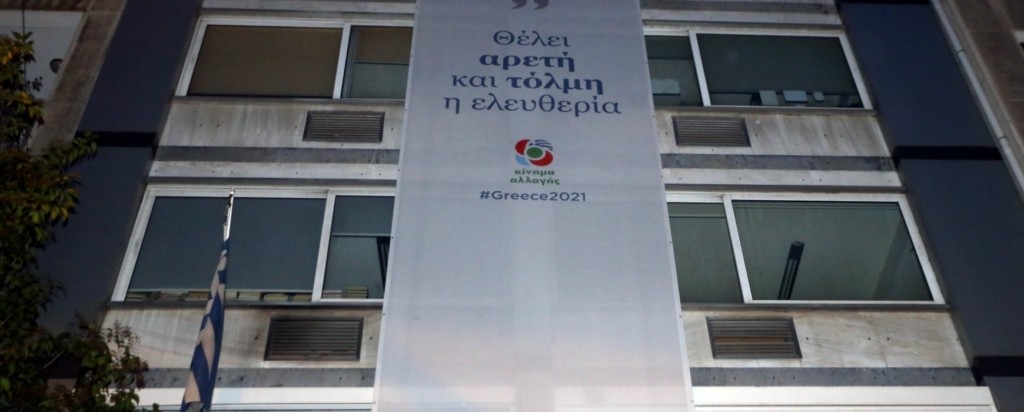 ”
Θέλει
αρετή
και τόλμη
η ελευθερία
κίνημα
αλλαγής
#Greece2021